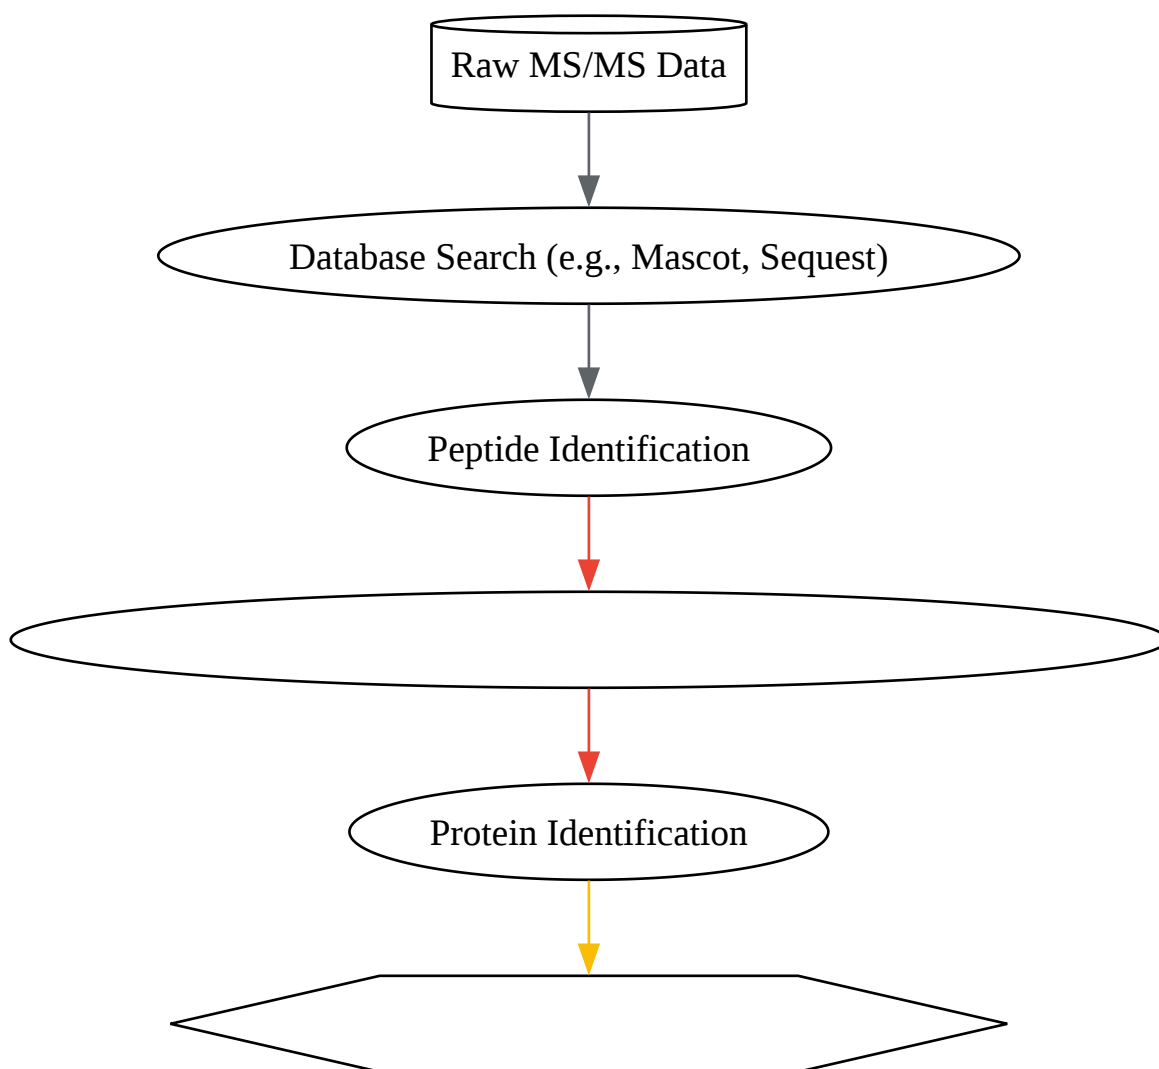 Raw MS/MS Data
Database Search (e.g., Mascot, Sequest)
Peptide Identification
Protein Identification